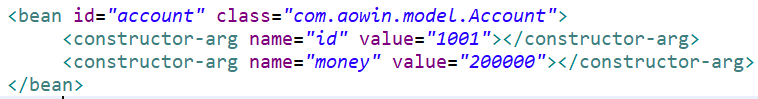 <bean id="account" class="com.aowin.model.Account">
<constructor-arg name="id" value="1001"></constructor-arg>
<constructor-arg name="money" value="200000"></constructor-arg>
</bean>